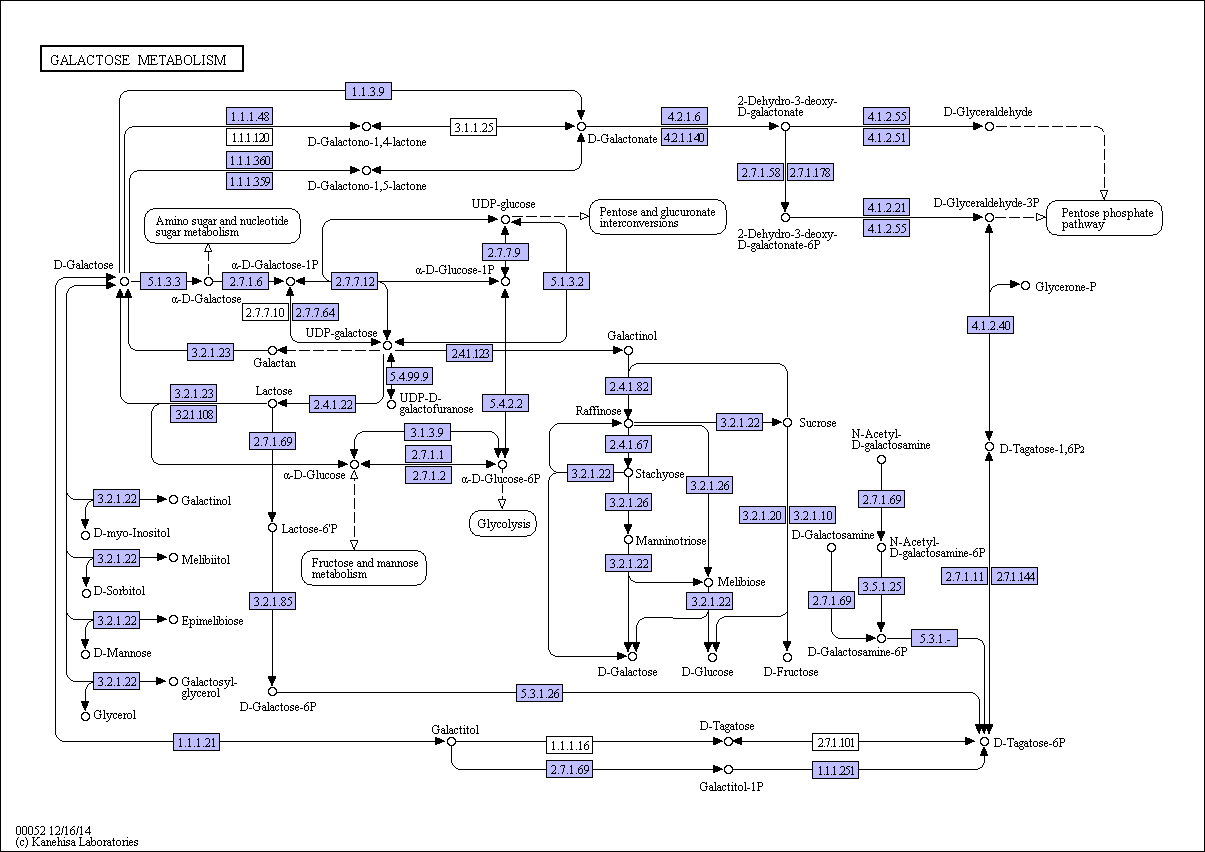 GALACTOSE METABOLISM
1.1.3.9
1.1.1.48
1.1.1.120
D-Galactono-1,4-lactone
3.1.1.25
D-Galactonate
4.2.1.6
4.2.1.140
2-Dehydro-3-deoxy-
D-galactonate
4.1.2.55
4.1.2.51
D-Glyceraldehyde
1.1.1.360
1.1.1.359
D-Galactono-1,5-lactone
2.7.1.58
2.7.1.178
Amino sugar and nucleotide
sugar metabolism
UDP-glucose
Pentose and glucuronate
interconversions
2-Dehydro-3-deoxy-
D-galactonate-6P
4.1.2.21
4.1.2.55
D-Glyceraldehyde-3P
Pentose phosphate
pathway
2.7.7.9
D-Galactose
5.1.3.3
α-D-Galactose
2.7.1.6
α-D-Galactose-1P
2.7.7.12
α-D-Glucose-1P
5.1.3.2
Glycerone-P
2.7.7.10
2.7.7.64
UDP-galactose
4.1.2.40
3.2.1.23
Galactan
2.4.1.123
Galactinol
5.4.99.9
UDP-D-
galactofuranose
3.2.1.23
3.2.1.108
Lactose
2.4.1.22
5.4.2.2
2.4.1.82
Raffinose
3.2.1.22
Sucrose
2.7.1.69
3.1.3.9
2.7.1.1
2.7.1.2
α-D-Glucose
α-D-Glucose-6P
2.4.1.67
3.2.1.22
Stachyose
3.2.1.26
3.2.1.26
N-Acetyl-
D-galactosamine
D-Tagatose-1,6P2
2.7.1.69
3.2.1.22
Galactinol
D-myo-Inositol
Lactose-6'P
Glycolysis
Manninotriose
3.2.1.20
3.2.1.10
D-Galactosamine
N-Acetyl-
D-galactosamine-6P
3.2.1.22
Melibiitol
D-Sorbitol
Fructose and mannose
metabolism
3.2.1.22
Melibiose
3.2.1.22
2.7.1.69
3.5.1.25
2.7.1.11
2.7.1.144
3.2.1.85
3.2.1.22
Epimelibiose
D-Mannose
D-Galactose
D-Glucose
D-Fructose
D-Galactosamine-6P
5.3.1.-
3.2.1.22
Galactosyl-
glycerol
Glycerol
D-Galactose-6P
5.3.1.26
1.1.1.21
Galactitol
1.1.1.16
D-Tagatose
2.7.1.101
D-Tagatose-6P
2.7.1.69
Galactitol-1P
1.1.1.251
00052 12/16/14
(c) Kanehisa Laboratories